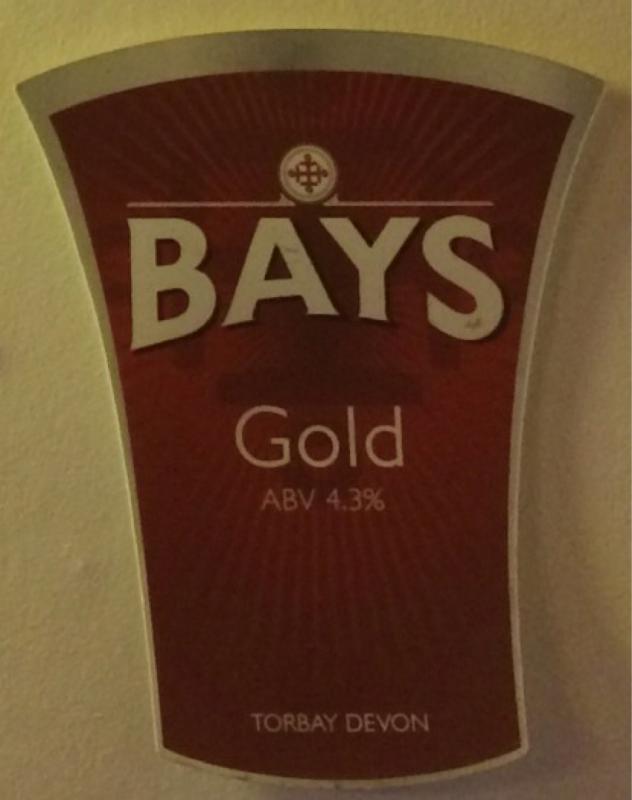 BAYS
Gold
ABV 4.3%
TORBAY DEVON